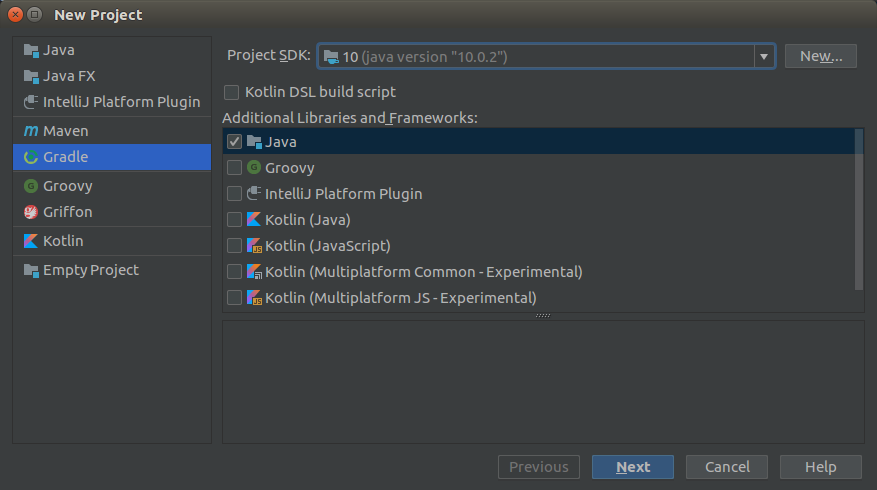 New Project
Java
Java FX
IntelliJ Platform Plugin
m Maven
Gradle
G Groovy
Griffon
Kotlin
Empty Project
Project SDK: 10 (java version "10.0.2") New...
Kotlin DSL build script
Additional Libraries and Frameworks:
Java
G Groovy
IntelliJ Platform Plugin
Kotlin (Java)
JS Kotlin (JavaScript)
Kotlin (Multiplatform Common - Experimental)
JS Kotlin (Multiplatform JS - Experimental)
Previous Next Cancel Help